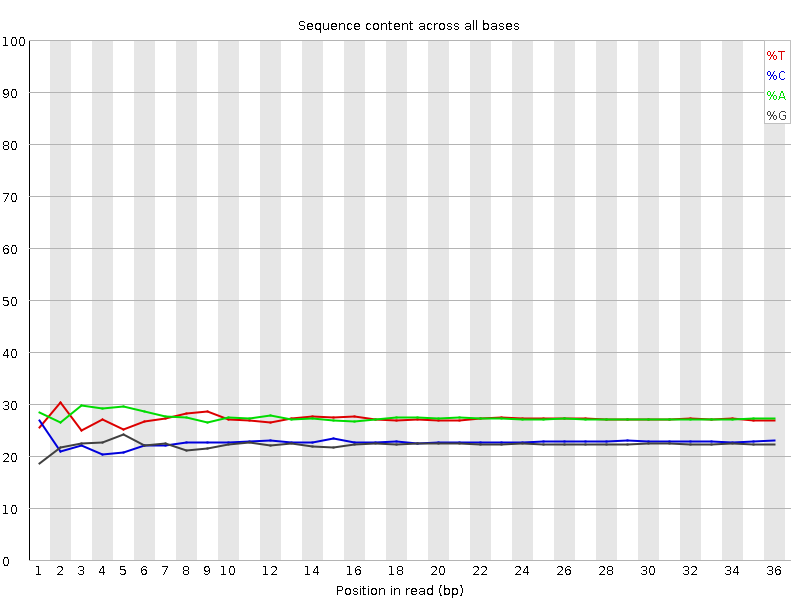 Sequence content across all bases
100
90
80
70
60
50
40
30
20
10
0
%T
%C
%A
%G
1 2 3 4 5 6 7 8 9 10 12 14 16 18 20 22 24 26 28 30 32 34 36
Position in read (bp)